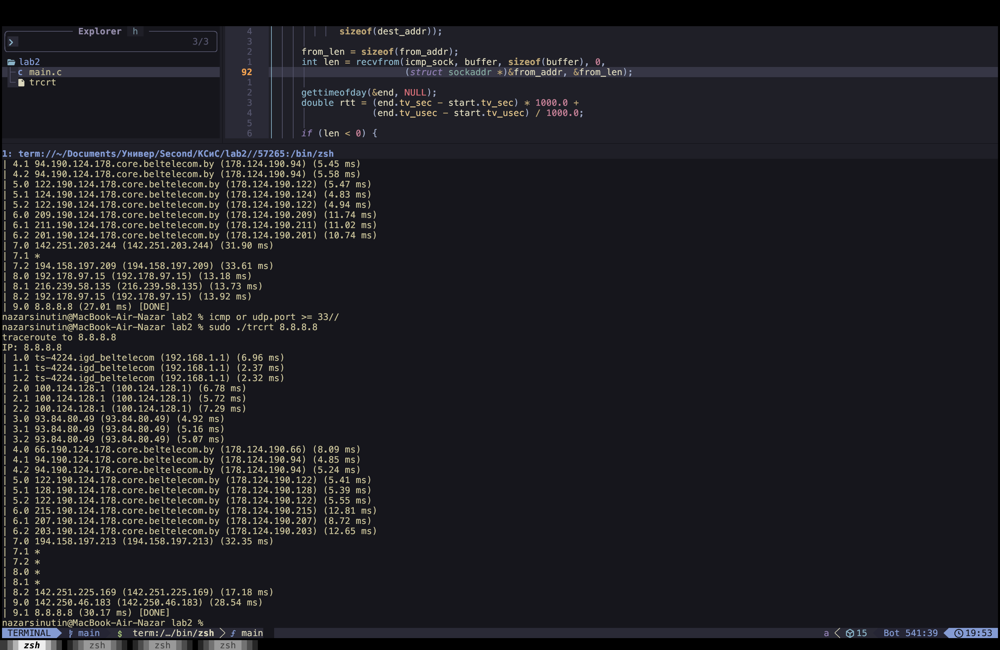 Explorer h
3/3
lab2
c main.c
trcrt
4 sizeof(dest_addr));
3
2 from_len = sizeof(from_addr);
1 int len = recvfrom(icmp_sock, buffer, sizeof(buffer), 0,
92 (struct sockaddr *)&from_addr, &from_len);
1
2 gettimeofday(&end, NULL);
3 double rtt = (end.tv_sec - start.tv_sec) * 1000.0 +
4 (end.tv_usec - start.tv_usec) / 1000.0;
5
6 if (len < 0) {
1: term://~/Documents/Универ/Second/КСиС/lab2//57265:/bin/zsh
| 4.1 94.190.124.178.core.beltelecom.by (178.124.190.94) (5.45 ms)
| 4.2 94.190.124.178.core.beltelecom.by (178.124.190.94) (5.58 ms)
| 5.0 122.190.124.178.core.beltelecom.by (178.124.190.122) (5.47 ms)
| 5.1 124.190.124.178.core.beltelecom.by (178.124.190.124) (4.83 ms)
| 5.2 122.190.124.178.core.beltelecom.by (178.124.190.122) (4.94 ms)
| 6.0 209.190.124.178.core.beltelecom.by (178.124.190.209) (11.74 ms)
| 6.1 211.190.124.178.core.beltelecom.by (178.124.190.211) (11.02 ms)
| 6.2 201.190.124.178.core.beltelecom.by (178.124.190.201) (10.74 ms)
| 7.0 142.251.203.244 (142.251.203.244) (31.90 ms)
| 7.1 *
| 7.2 194.158.197.209 (194.158.197.209) (33.61 ms)
| 8.0 192.178.97.15 (192.178.97.15) (13.18 ms)
| 8.1 216.239.58.135 (216.239.58.135) (13.73 ms)
| 8.2 192.178.97.15 (192.178.97.15) (13.92 ms)
| 9.0 8.8.8.8 (27.01 ms) [DONE]
nazarsinutin@MacBook-Air-Nazar lab2 % icmp or udp.port >= 33//
nazarsinutin@MacBook-Air-Nazar lab2 % sudo ./trcrt 8.8.8.8
traceroute to 8.8.8.8
IP: 8.8.8.8
| 1.0 ts-4224.igd_beltelecom (192.168.1.1) (6.96 ms)
| 1.1 ts-4224.igd_beltelecom (192.168.1.1) (2.37 ms)
| 1.2 ts-4224.igd_beltelecom (192.168.1.1) (2.32 ms)
| 2.0 100.124.128.1 (100.124.128.1) (6.78 ms)
| 2.1 100.124.128.1 (100.124.128.1) (5.72 ms)
| 2.2 100.124.128.1 (100.124.128.1) (7.29 ms)
| 3.0 93.84.80.49 (93.84.80.49) (4.92 ms)
| 3.1 93.84.80.49 (93.84.80.49) (5.16 ms)
| 3.2 93.84.80.49 (93.84.80.49) (5.07 ms)
| 4.0 66.190.124.178.core.beltelecom.by (178.124.190.66) (8.09 ms)
| 4.1 94.190.124.178.core.beltelecom.by (178.124.190.94) (4.85 ms)
| 4.2 94.190.124.178.core.beltelecom.by (178.124.190.94) (5.24 ms)
| 5.0 122.190.124.178.core.beltelecom.by (178.124.190.122) (5.41 ms)
| 5.1 128.190.124.178.core.beltelecom.by (178.124.190.128) (5.39 ms)
| 5.2 122.190.124.178.core.beltelecom.by (178.124.190.122) (5.55 ms)
| 6.0 215.190.124.178.core.beltelecom.by (178.124.190.215) (12.81 ms)
| 6.1 207.190.124.178.core.beltelecom.by (178.124.190.207) (8.72 ms)
| 6.2 203.190.124.178.core.beltelecom.by (178.124.190.203) (12.65 ms)
| 7.0 194.158.197.213 (194.158.197.213) (32.35 ms)
| 7.1 *
| 7.2 *
| 8.0 *
| 8.1 *
| 8.2 142.251.225.169 (142.251.225.169) (17.18 ms)
| 9.0 142.250.46.183 (142.250.46.183) (28.54 ms)
| 9.1 8.8.8.8 (30.17 ms) [DONE]
nazarsinutin@MacBook-Air-Nazar lab2 %
TERMINAL main $ term:/…/bin/zsh ƒ main a 15 Bot 541:39 19:53
zsh zsh zsh zsh